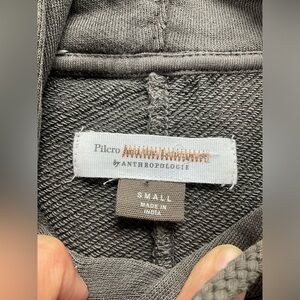 Pilcro
by ANTHROPOLOGIE
SMALL
MADE IN
INDIA